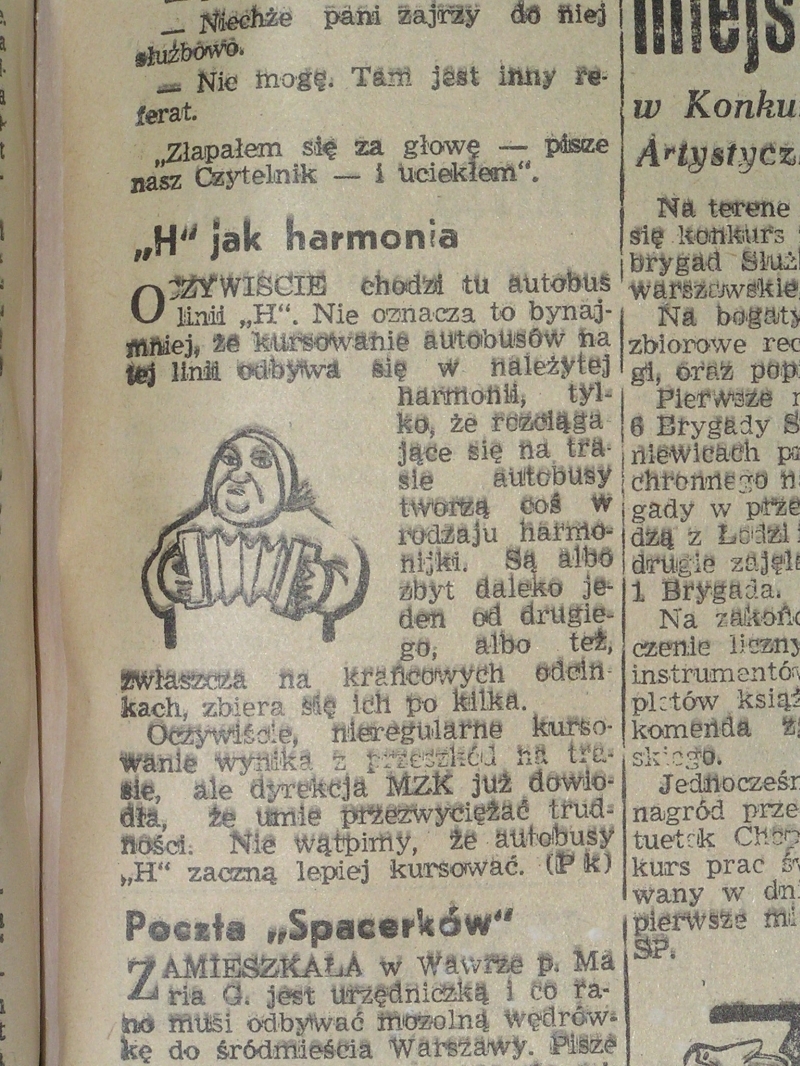 — Niechże pani zajrzy do niej
służbowo.
— Nie mogę. Tam jest inny re-
ferat.
„Złapałem się za głowę — pisze
nasz Czytelnik — i uciekłem“.
„H“ jak harmonia
OCZYWIŚCIE chodzi tu autobus
linii „H“. Nie oznacza to bynaj-
mniej, że kursowanie autobusów na
tej linii odbywa się w należytej
harmonii, tyl-
ko, że rozciąga
jące się na tra-
sie autobusy
tworzą coś w
rodzaju harmo-
nijki. Są albo
zbyt daleko je-
den od drugie-
go, albo też,
zwłaszcza na krańcowych odcin-
kach, zbiera się ich po kilka.
Oczywiście, nieregularne kurso-
wanie wynika z przeszkód na tra-
sie, ale dyrekcja MZK już dowio-
dła, że umie przezwyciężać trud-
ności. Nie wątpimy, że autobusy
„H“ zaczną lepiej kursować. (P k)
Poczta „Spacerków“
ZAMIESZKAŁA w Wawrze p. Ma
ria G. jest urzędniczką i co ra-
no musi odbywać mozolną wędrów-
kę do śródmieścia Warszawy. Pisze
miejs
w Konku
Artystycz
Na terene
się konkurs
brygad Służ
warszawskie
Na bogaty
zbiorowe rec
gi, oraz pop
Pierwsze
6 Brygady S
niewicach
chronnego
gady w prze
dzą z Łodzi
drugie zajęł
1 Brygada.
Na zakońc
czenie liczny
instrumentów
pletów książ
komenda
skiego.
Jednocześn
nagród prze
tuetek Chop
kurs prac
wany w dn
pierwsze
SP.